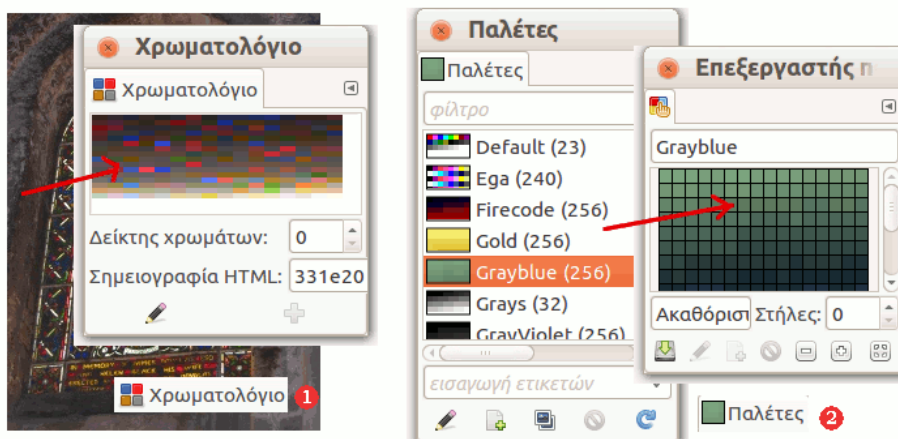 Χρωματολόγιο
Χρωματολόγιο
Δείκτης χρωμάτων: 0
Σημειογραφία HTML: 331e20
Χρωματολόγιο 1
Παλέτες
Παλέτες
φίλτρο
Default (23)
Ega (240)
Firecode (256)
Gold (256)
Grayblue (256)
Grays (32)
GrayViolet (256)
εισαγωγή ετικετών
Επεξεργαστής π
Grayblue
Ακαθόριστ Στήλες: 0
Παλέτες 2